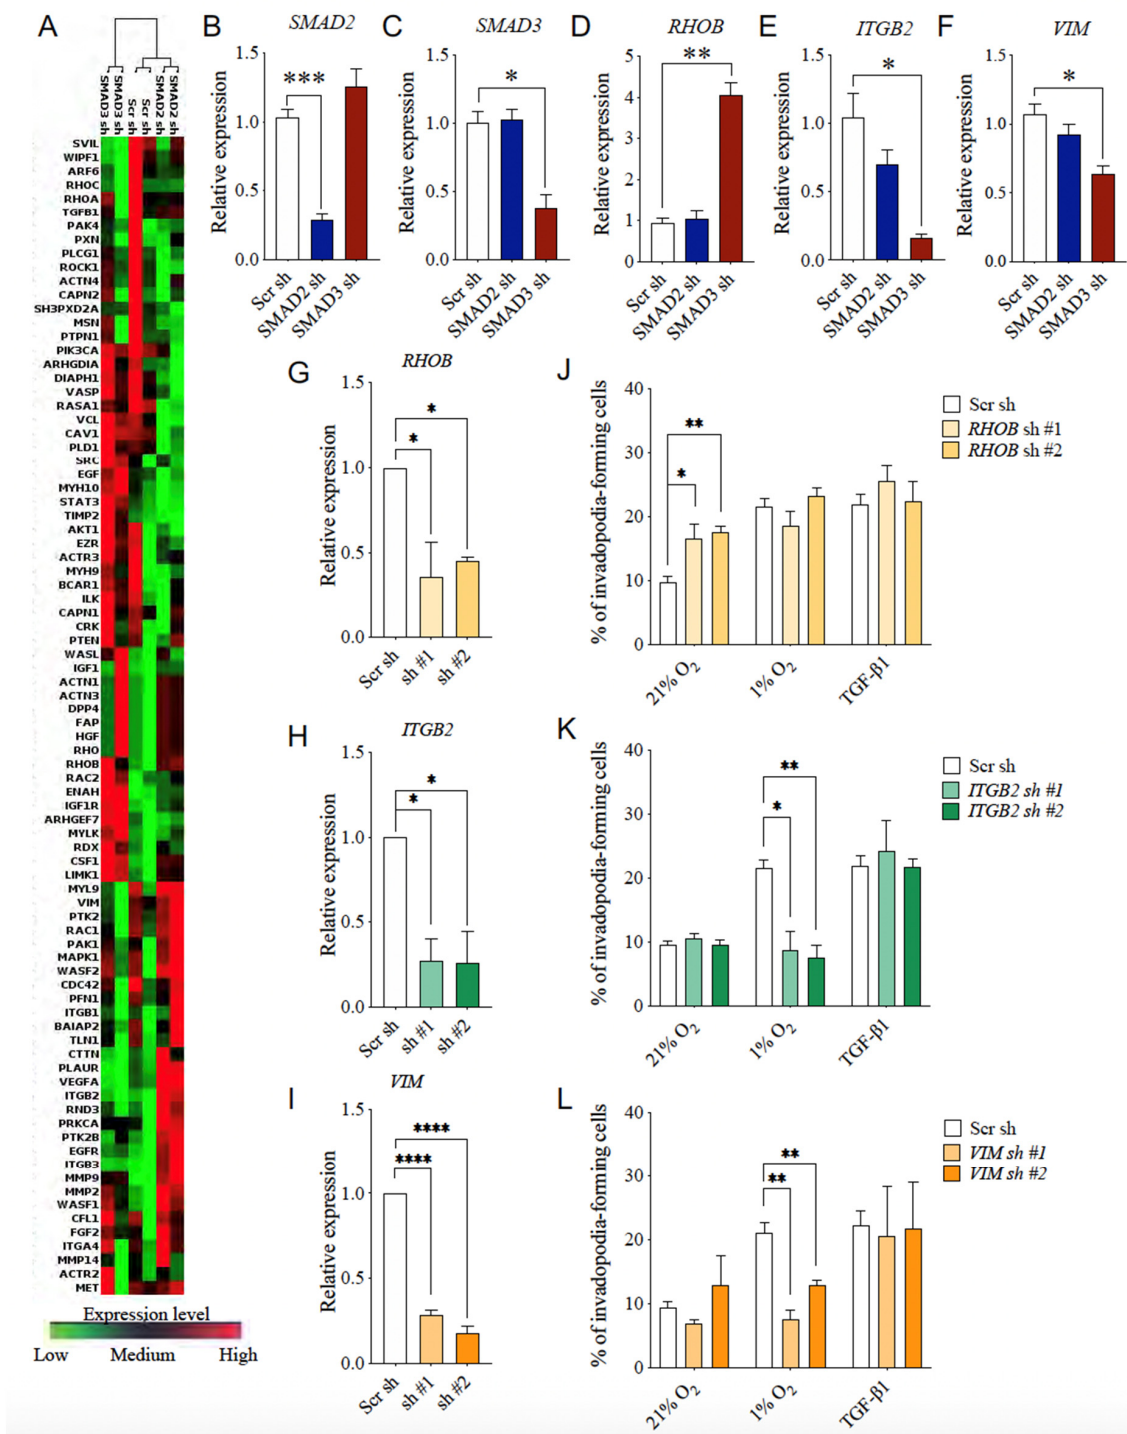 A
SMAD3 sh
SMAD3 sh
Scr sh
Scr sh
SMAD2 sh
SMAD2 sh
SVIL
WIPF1
ARF6
RHOC
RHOA
TGFB1
PAK4
PXN
PLCG1
ROCK1
ACTN4
CAPN2
SH3PXD2A
MSN
PTPN1
PIK3CA
ARHGDIA
DIAPH1
VASP
RASA1
VCL
CAV1
PLD1
SRC
EGF
MYH10
STAT3
TIMP2
AKT1
EZR
ACTR3
MYH9
BCAR1
ILK
CAPN1
CRK
PTEN
WASL
IGF1
ACTN1
ACTN3
DPP4
FAP
HGF
RHO
RHOB
RAC2
ENAH
IGF1R
ARHGEF7
MYLK
RDX
CSF1
LIMK1
MYL9
VIM
PTK2
RAC1
PAK1
MAPK1
WASF2
CDC42
PFN1
ITGB1
BAIAP2
TLN1
CTTN
PLAUR
VEGFA
ITGB2
RND3
PRKCA
PTK2B
EGFR
ITGB3
MMP9
MMP2
WASF1
CFL1
FGF2
ITGA4
MMP14
ACTR2
MET
Expression level
Low Medium High
B
SMAD2
Relative expression
1.5
1.0
0.5
0.0
***
Scr sh
SMAD2 sh
SMAD3 sh
C
SMAD3
Relative expression
1.5
1.0
0.5
0.0
*
Scr sh
SMAD2 sh
SMAD3 sh
D
RHOB
Relative expression
5
4
3
2
1
0
**
Scr sh
SMAD2 sh
SMAD3 sh
E
ITGB2
Relative expression
1.5
1.0
0.5
0.0
*
Scr sh
SMAD2 sh
SMAD3 sh
F
VIM
Relative expression
1.5
1.0
0.5
0.0
*
Scr sh
SMAD2 sh
SMAD3 sh
G
RHOB
Relative expression
1.5
1.0
0.5
0.0
*
*
Scr sh
sh #1
sh #2
J
% of invadopodia-forming cells
40
30
20
10
0
**
*
21% O2
1% O2
TGF-β1
Scr sh
RHOB sh #1
RHOB sh #2
H
ITGB2
Relative expression
1.5
1.0
0.5
0.0
*
*
Scr sh
sh #1
sh #2
K
% of invadopodia-forming cells
40
30
20
10
0
**
*
21% O2
1% O2
TGF-β1
Scr sh
ITGB2 sh #1
ITGB2 sh #2
I
VIM
Relative expression
1.5
1.0
0.5
0.0
****
****
Scr sh
sh #1
sh #2
L
% of invadopodia-forming cells
40
30
20
10
0
**
**
21% O2
1% O2
TGF-β1
Scr sh
VIM sh #1
VIM sh #2